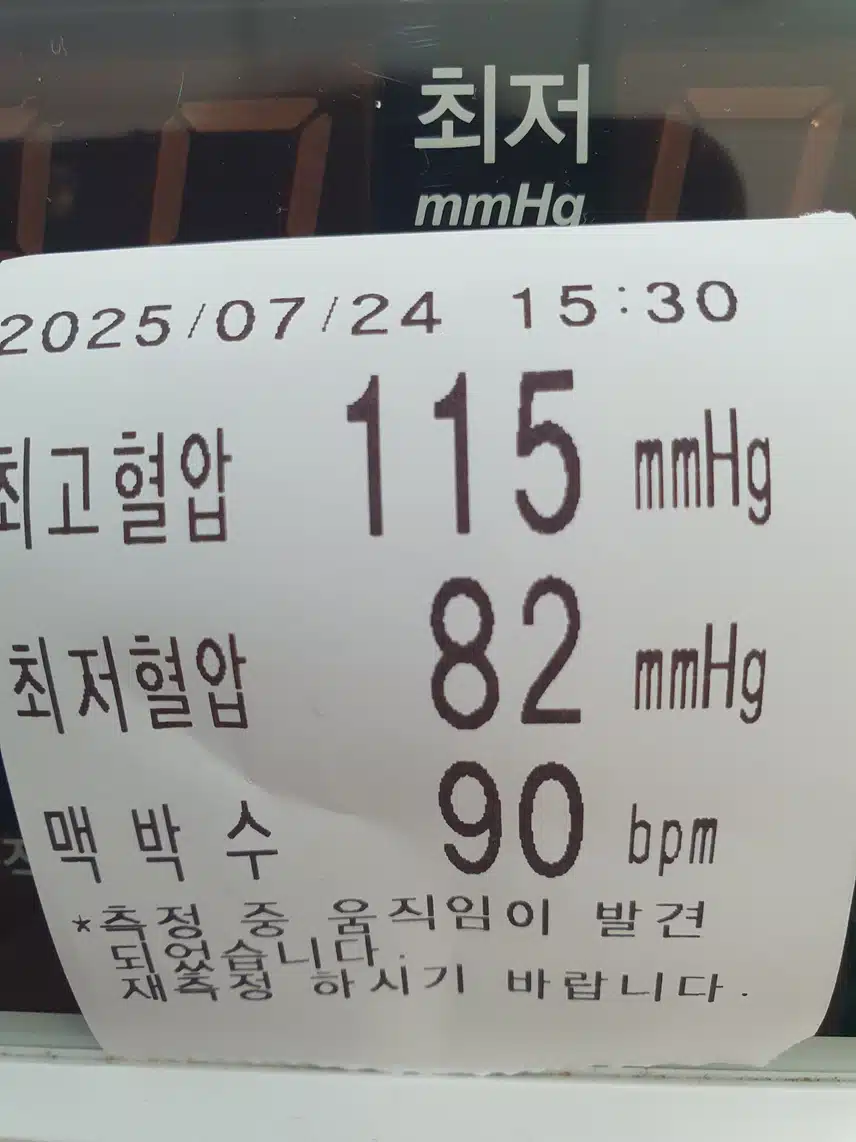 최저
mmHg
2025/07/24 15:30
최고혈압 115 mmHg
최저혈압 82 mmHg
맥 박 수 90 bpm
*측정 중 움직임이 발견
되었습니다.
재측정 하시기 바랍니다.